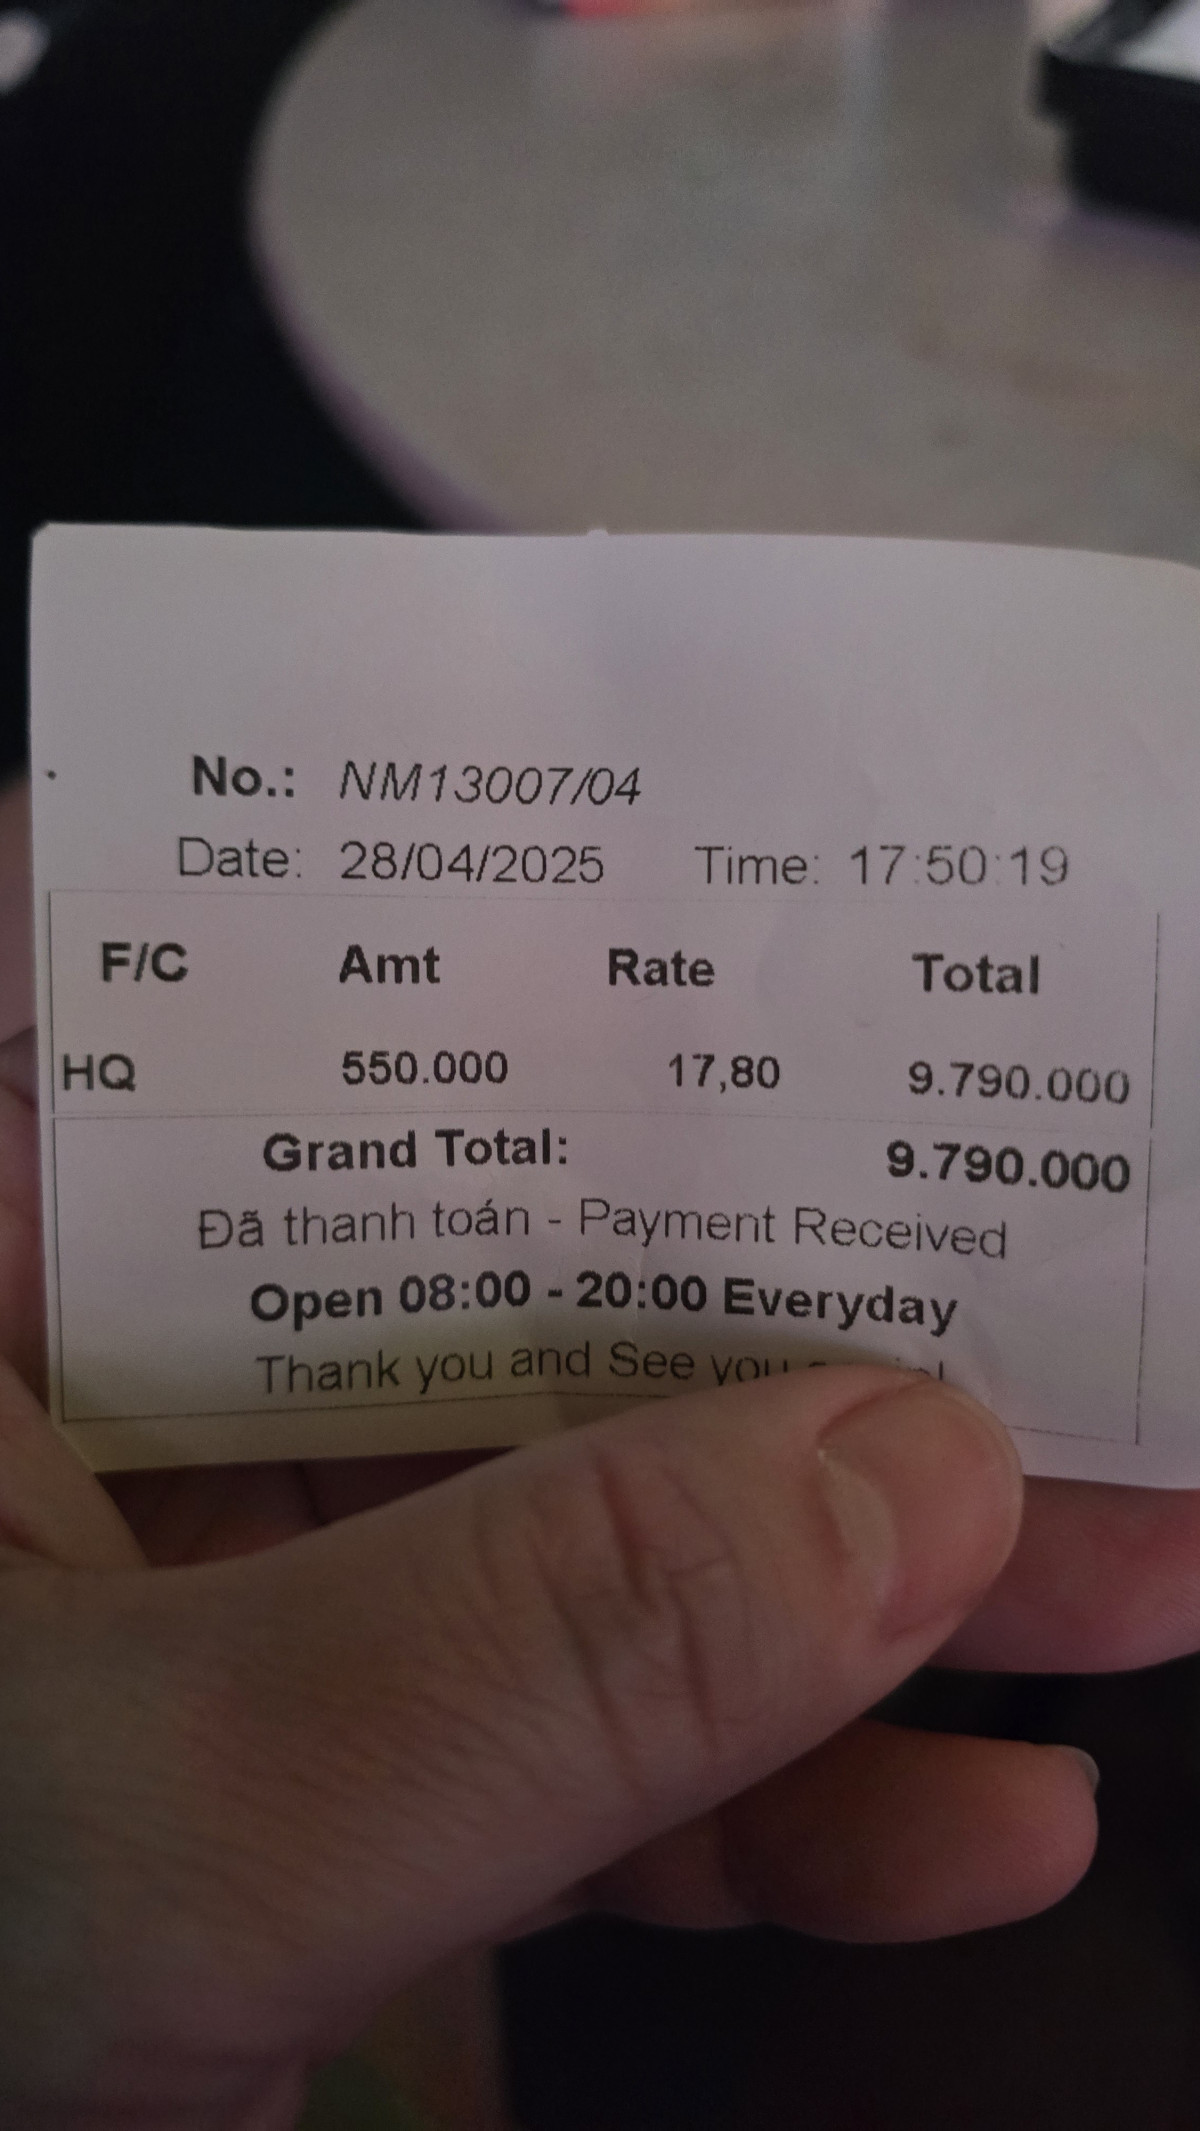 No.: NM13007/04
Date: 28/04/2025 Time: 17:50:19
F/C Amt Rate Total
HQ 550.000 17,80 9.790.000
Grand Total: 9.790.000
Đã thanh toán - Payment Received
Open 08:00 - 20:00 Everyday
Thank you and See you